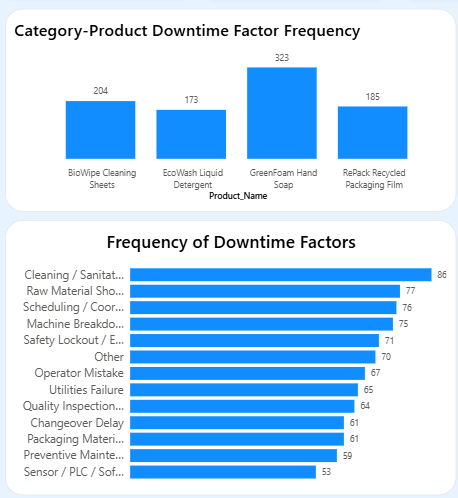 Category-Product Downtime Factor Frequency
323
204
185
173
BioWipe Cleaning Sheets
EcoWash Liquid Detergent
GreenFoam Hand Soap
RePack Recycled Packaging Film
Product_Name
Frequency of Downtime Factors
Cleaning / Sanitat... 86
Raw Material Sho... 77
Scheduling / Coor... 76
Machine Breakdo... 75
Safety Lockout / E... 71
Other 70
Operator Mistake 67
Utilities Failure 65
Quality Inspection... 64
Changeover Delay 61
Packaging Materi... 61
Preventive Mainte... 59
Sensor / PLC / Sof... 53